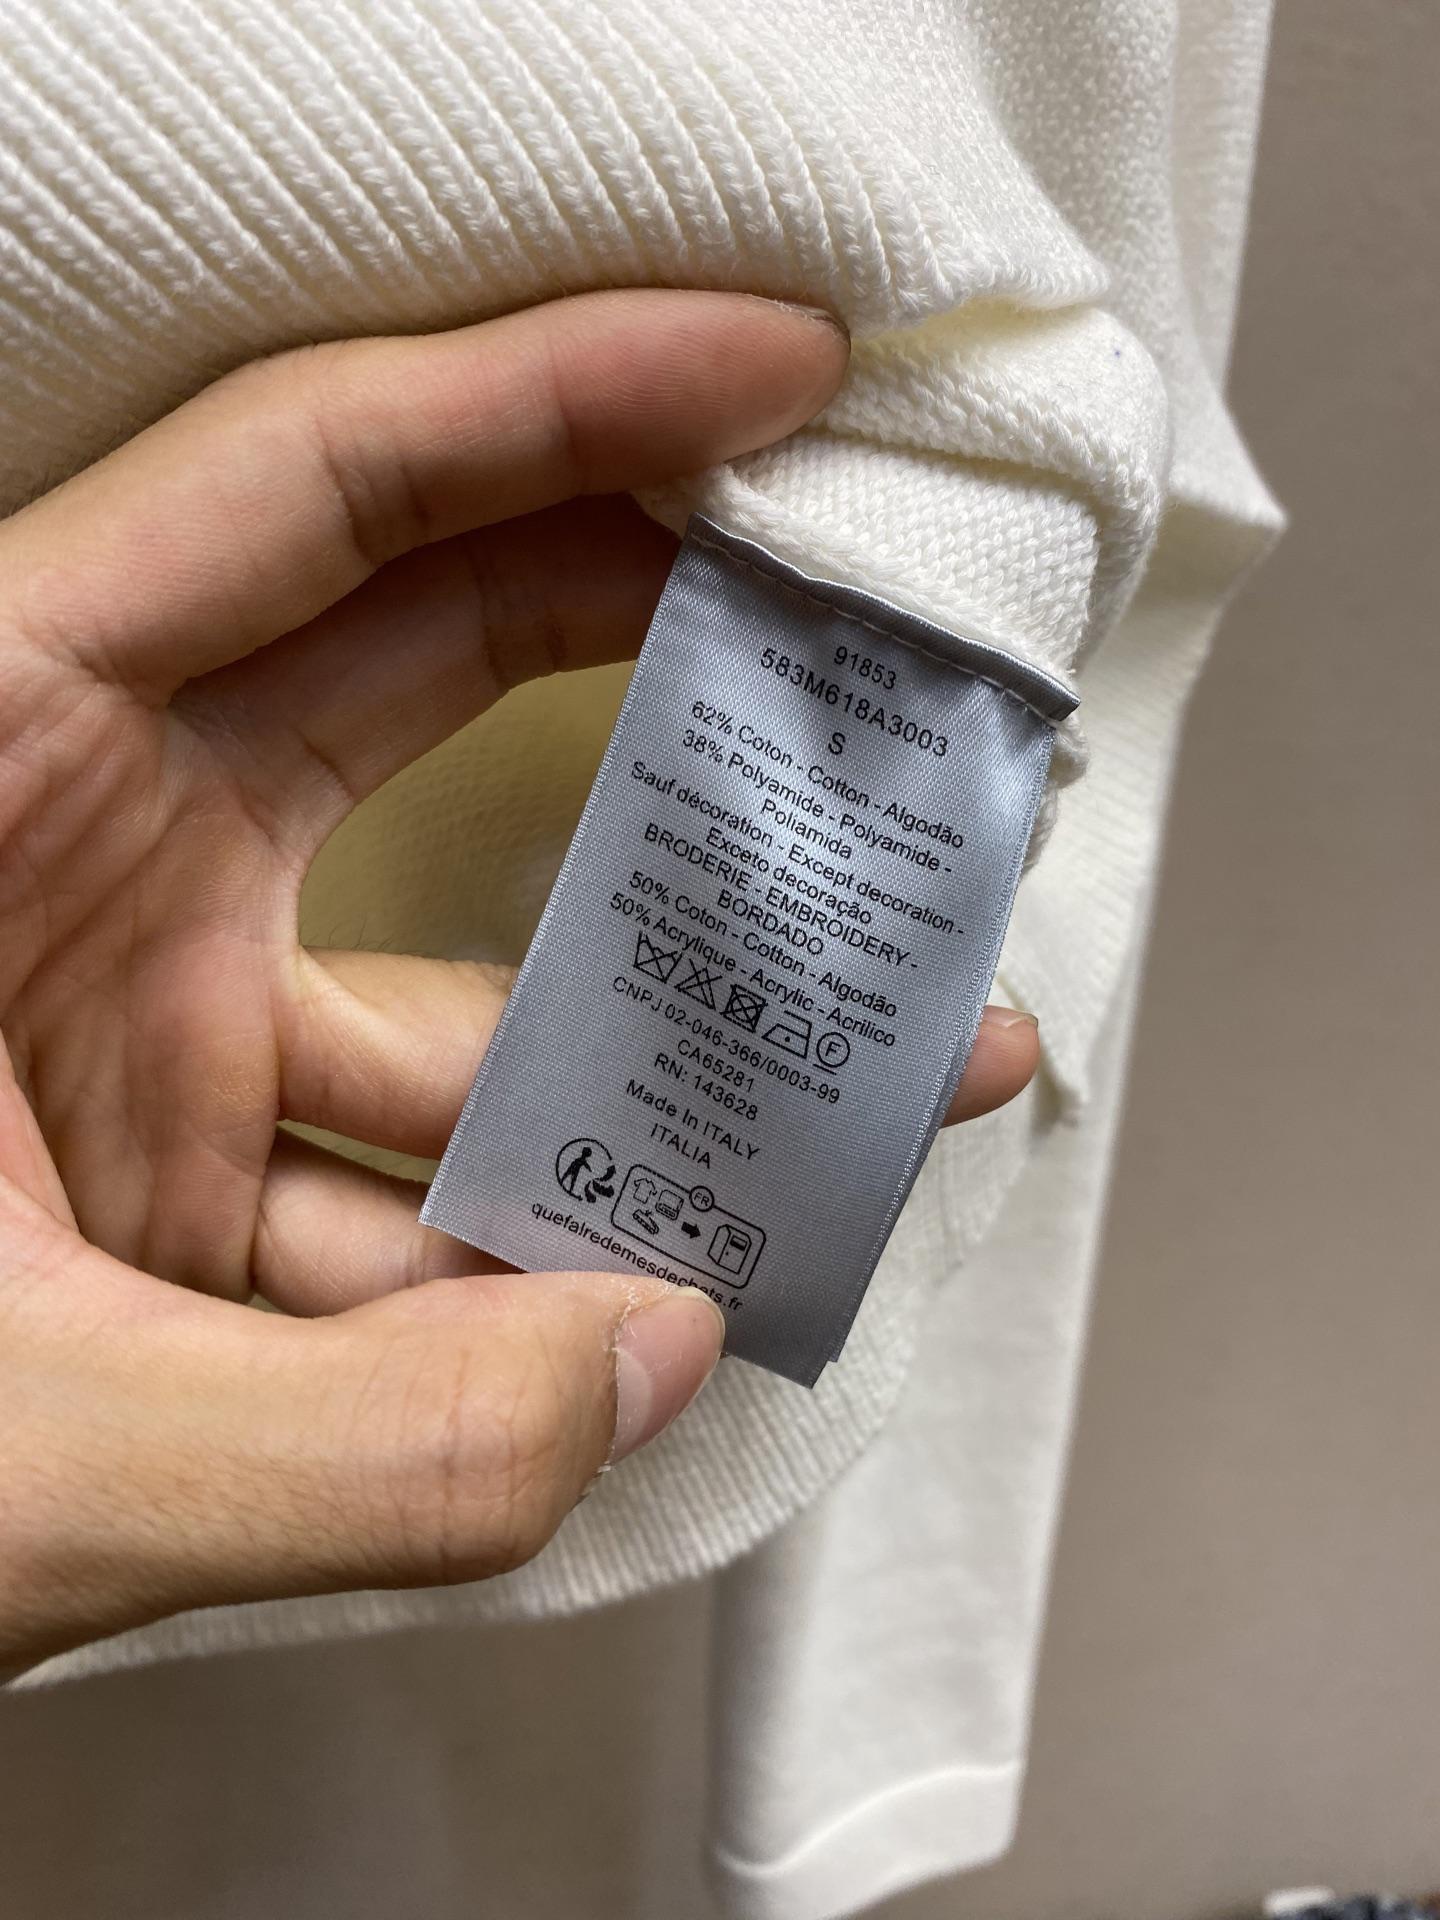 91853
583M618A3003
S
62% Coton - Cotton - Algodão
38% Polyamide - Polyamide -
Poliamida
Sauf décoration - Except decoration -
Exceto decoração
BRODERIE - EMBROIDERY -
BORDADO
50% Coton - Cotton - Algodão
50% Acrylique - Acrylic - Acrilico
F
CNPJ 02-046-366/0003-99
CA65281
RN: 143628
Made In ITALY
ITALIA
FR
quefairedemesdechets.fr